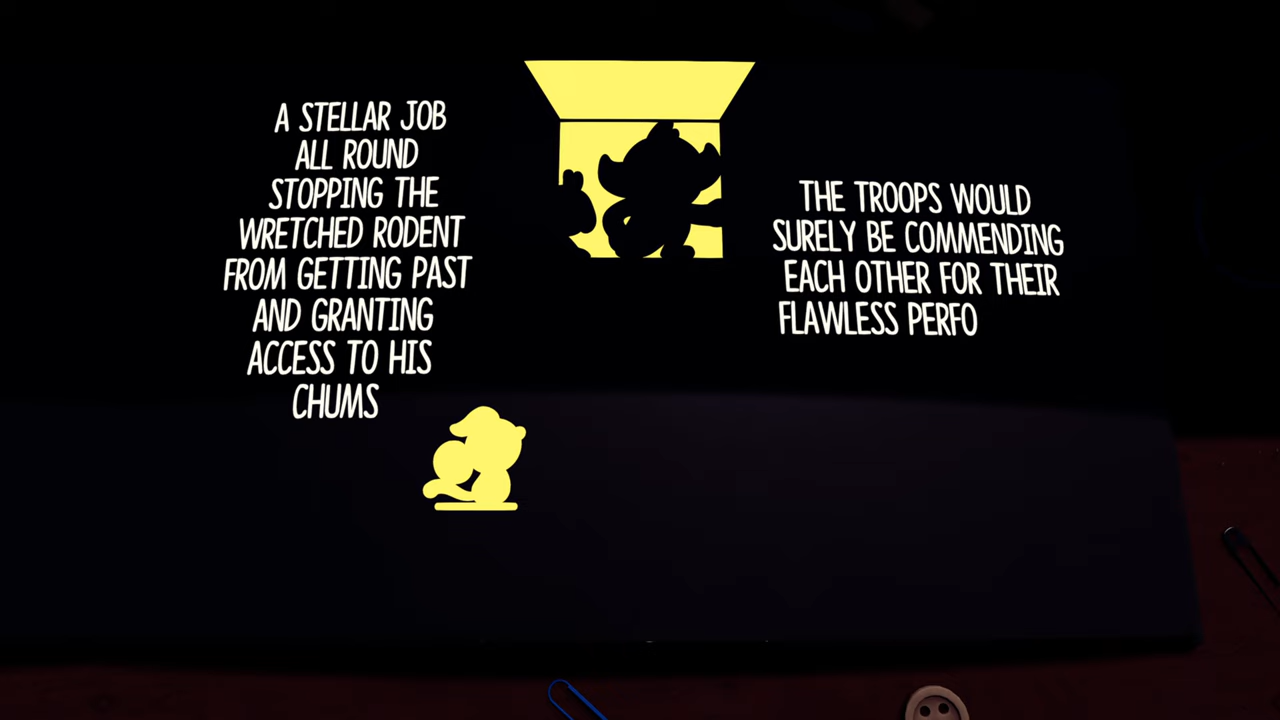 A STELLAR JOB
ALL ROUND
STOPPING THE
WRETCHED RODENT
FROM GETTING PAST
AND GRANTING
ACCESS TO HIS
CHUMS
THE TROOPS WOULD
SURELY BE COMMENDING
EACH OTHER FOR THEIR
FLAWLESS PERFO